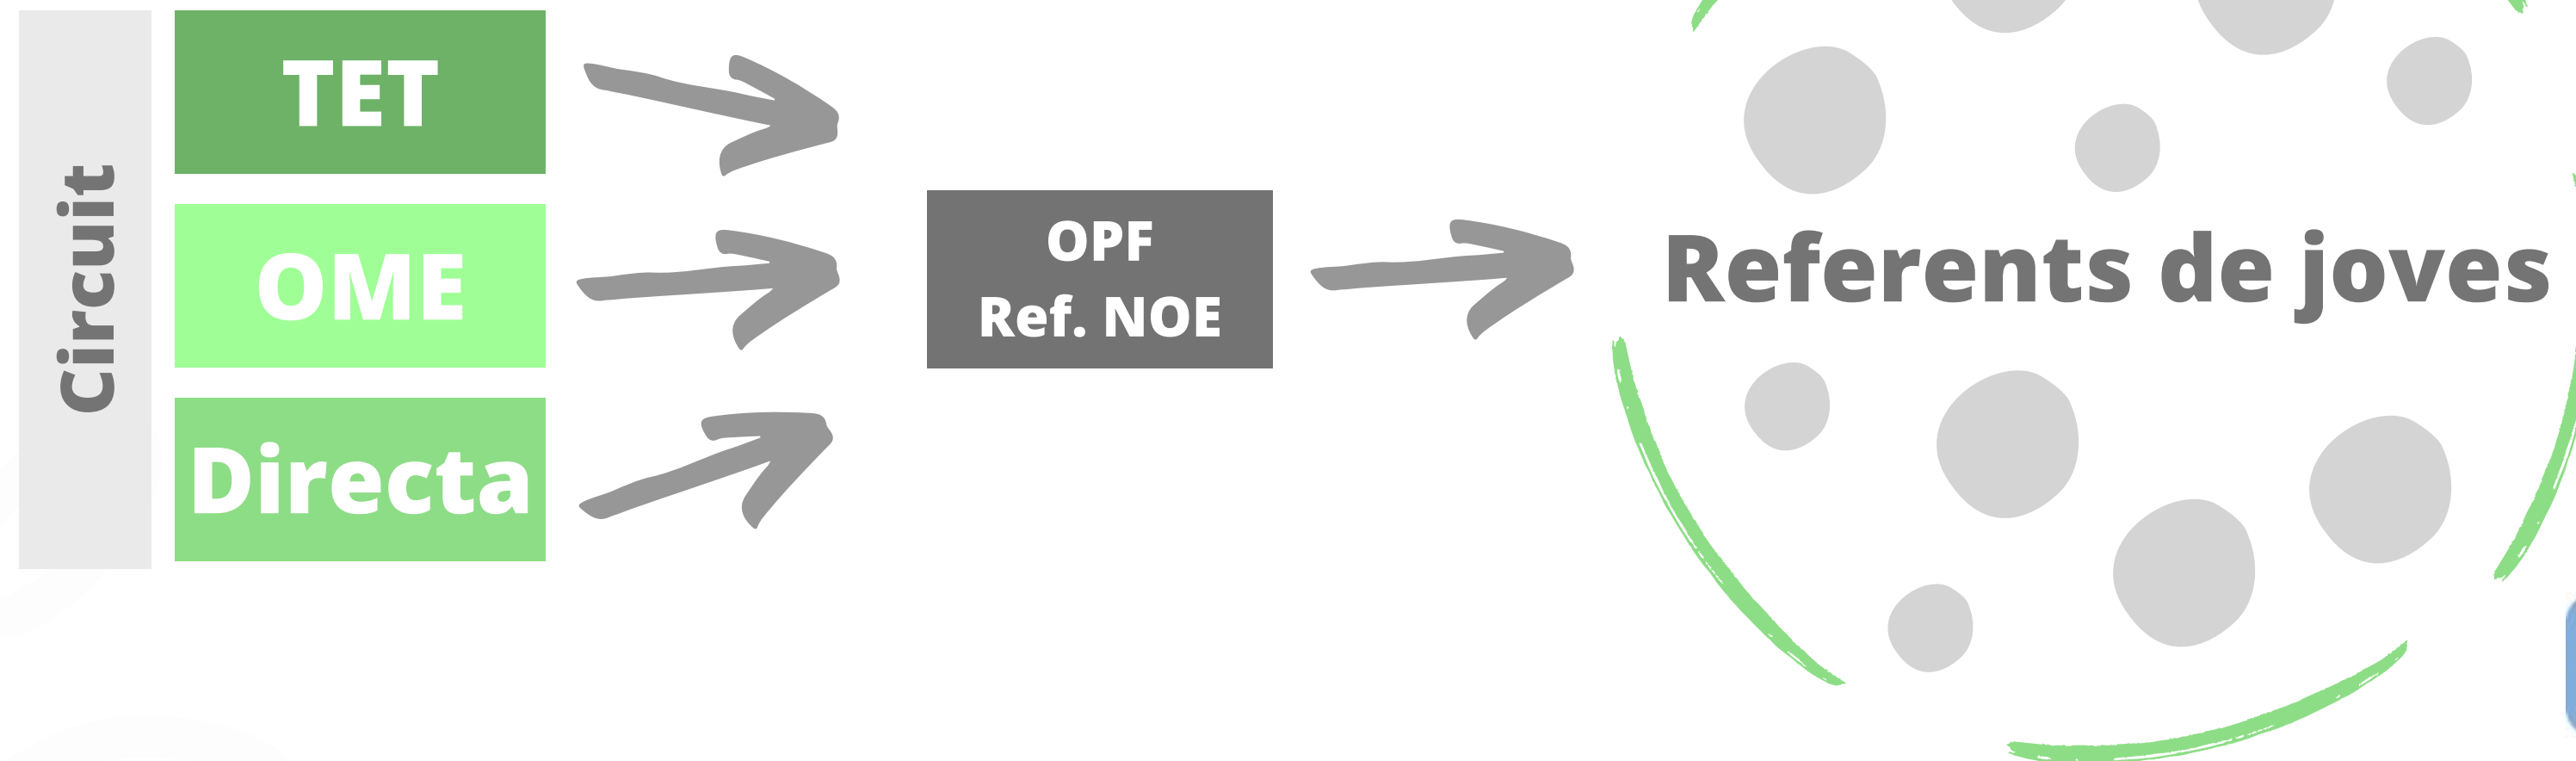 Circuit
TET
OME
Directa
OPF
Ref. NOE
Referents de joves